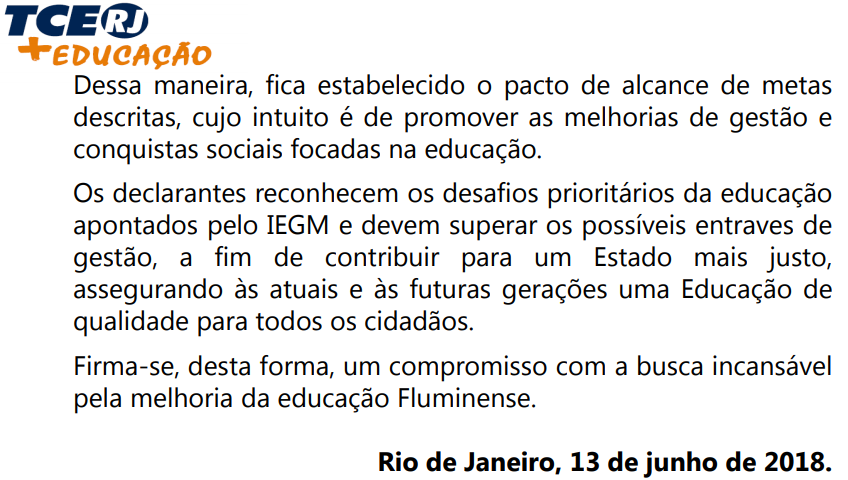 TCERJ
+EDUCAÇÃO
Dessa maneira, fica estabelecido o pacto de alcance de metas
descritas, cujo intuito é de promover as melhorias de gestão e
conquistas sociais focadas na educação.
Os declarantes reconhecem os desafios prioritários da educação
apontados pelo IEGM e devem superar os possíveis entraves de
gestão, a fim de contribuir para um Estado mais justo,
assegurando às atuais e às futuras gerações uma Educação de
qualidade para todos os cidadãos.
Firma-se, desta forma, um compromisso com a busca incansável
pela melhoria da educação Fluminense.
Rio de Janeiro, 13 de junho de 2018.